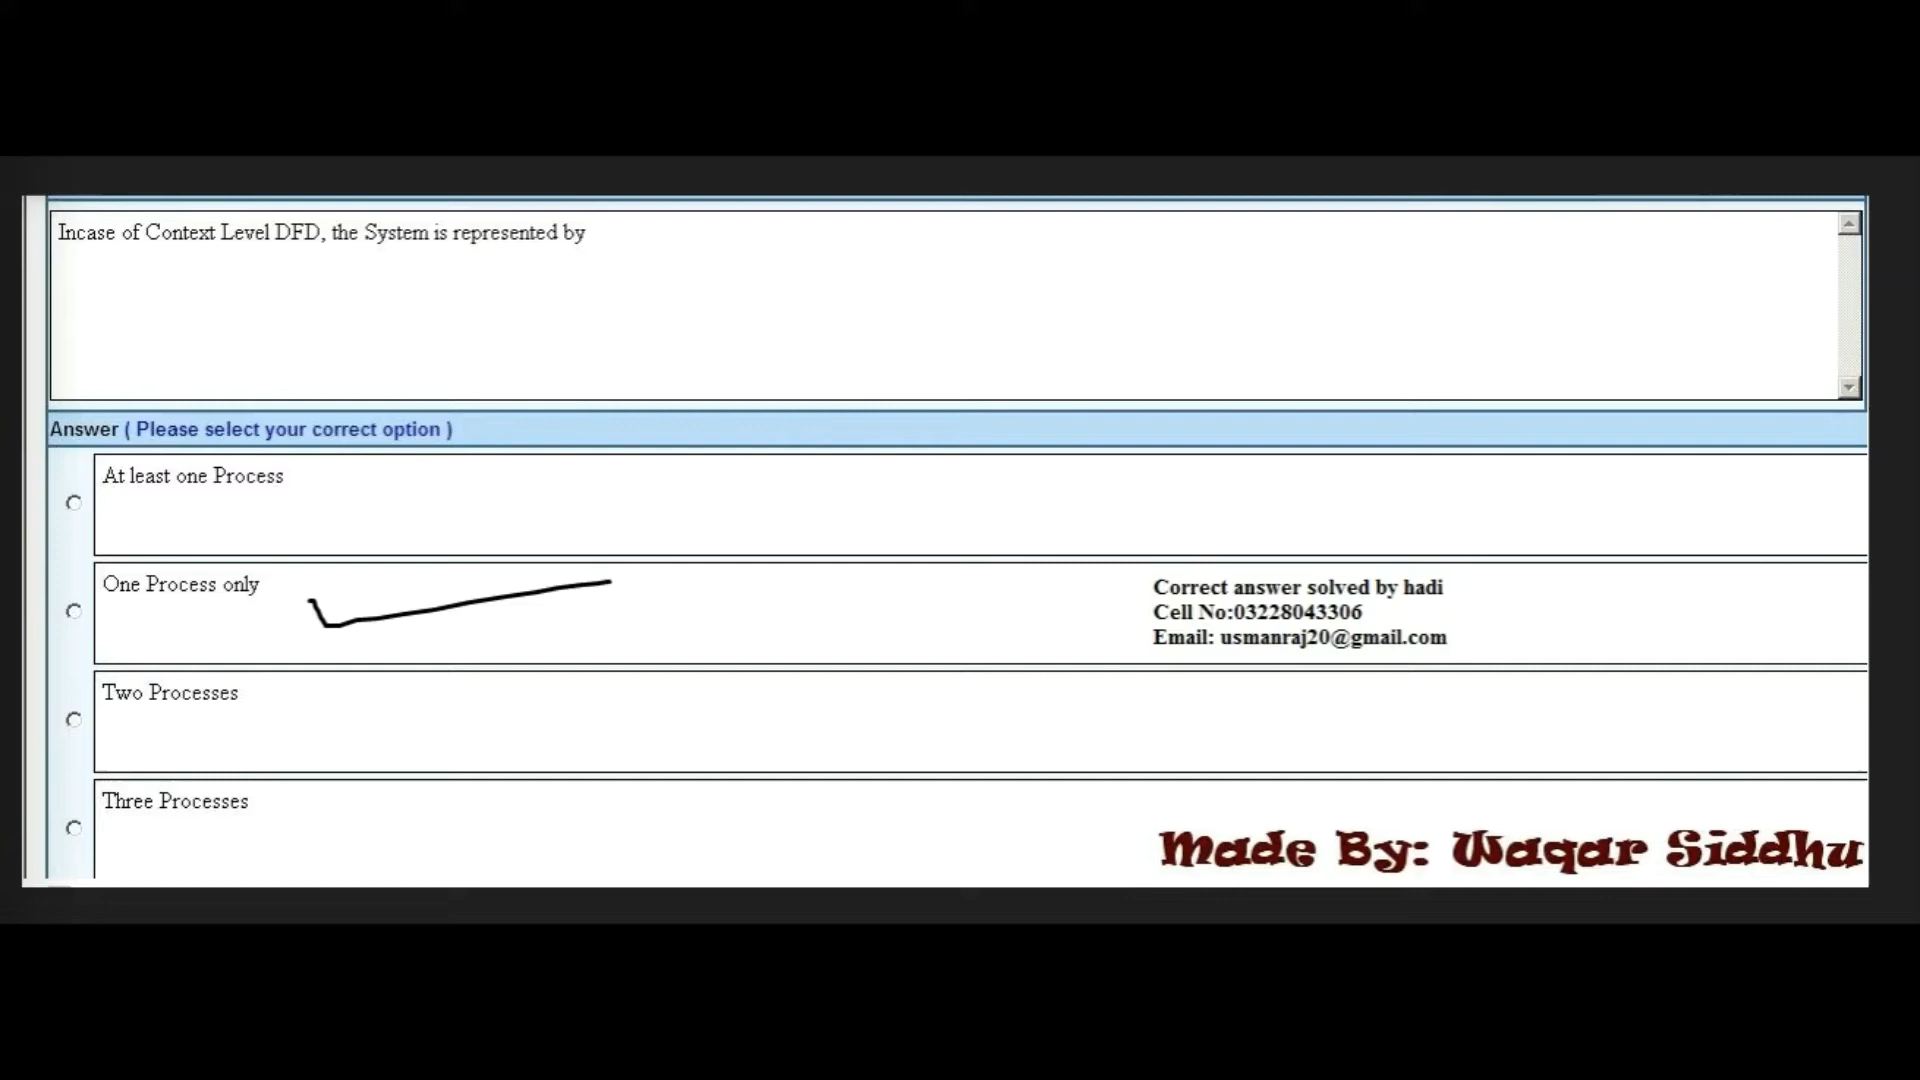 Incase of Context Level DFD, the System is represented by
Answer ( Please select your correct option )
At least one Process
One Process only
Correct answer solved by hadi
Cell No:03228043306
Email: usmanraj20@gmail.com
Two Processes
Three Processes
Made By: Waqar Siddhu